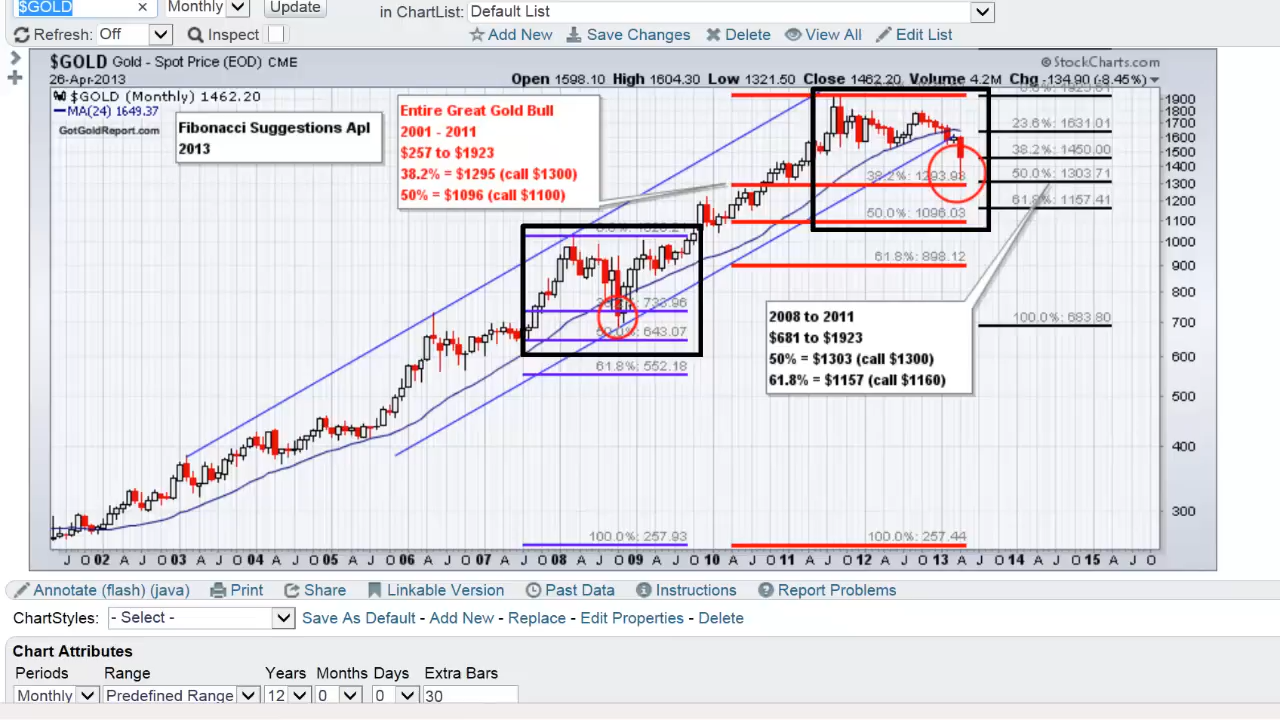 $GOLD × Monthly Update in ChartList: Default List
Refresh: Off Inspect Add New Save Changes Delete View All Edit List
$GOLD Gold - Spot Price (EOD) CME ©StockCharts.com
26-Apr-2013 Open 1598.10 High 1604.30 Low 1321.50 Close 1462.20 Volume 4.2M Chg -134.90 (-8.45%)
$GOLD (Monthly) 1462.20
MA(24) 1649.37
GotGoldReport.com
Fibonacci Suggestions Apl
2013
Entire Great Gold Bull
2001 - 2011
$257 to $1923
38.2% = $1295 (call $1300)
50% = $1096 (call $1100)
23.6%: 1631.01
38.2%: 1450.00
50.0%: 1303.71
61.8%: 1157.41
100.0%: 683.80
38.2%: 1293.98
50.0%: 1096.03
61.8%: 898.12
100.0%: 257.44
733.96
50.0%: 643.07
61.8%: 552.18
100.0%: 257.93
2008 to 2011
$681 to $1923
50% = $1303 (call $1300)
61.8% = $1157 (call $1160)
1900
1800
1700
1600
1500
1400
1300
1200
1100
1000
900
800
700
600
500
400
300
J O 02 A J O 03 A J O 04 A J O 05 A J O 06 A J O 07 A J O 08 A J O 09 A J O 10 A J O 11 A J O 12 A J O 13 A J O 14 A J O 15 A J O
Annotate (flash) (java) Print Share Linkable Version Past Data Instructions Report Problems
ChartStyles: - Select - Save As Default - Add New - Replace - Edit Properties - Delete
Chart Attributes
Periods Range Years Months Days Extra Bars
Monthly Predefined Range 12 0 0 30